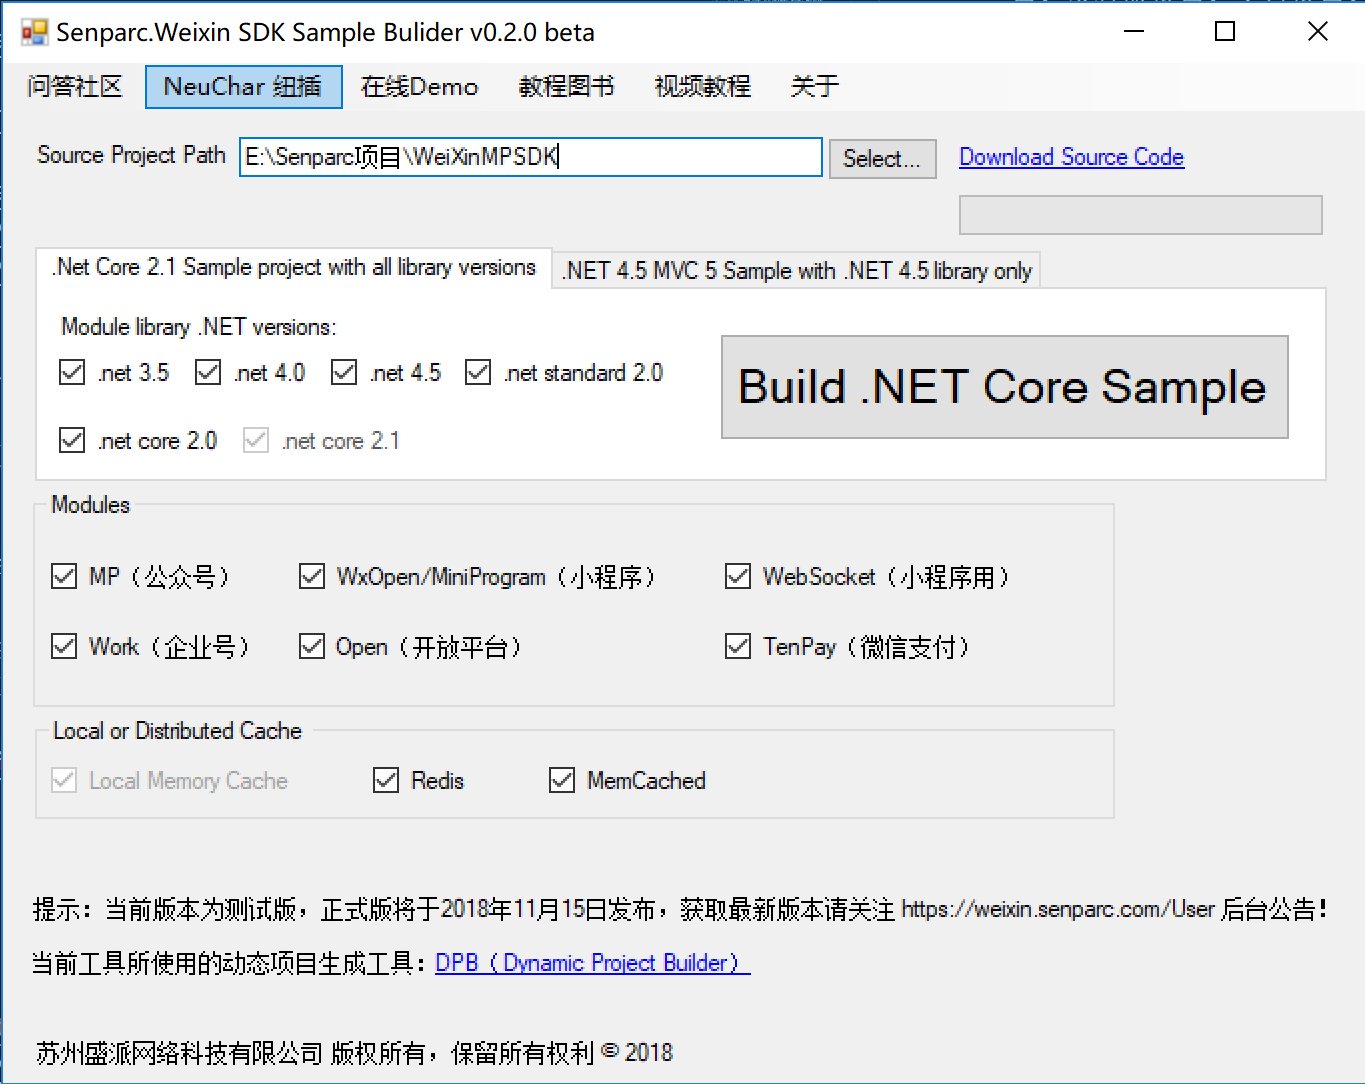 Senparc.Weixin SDK Sample Bulider v0.2.0 beta
问答社区 NeuChar 纽插 在线Demo 教程图书 视频教程 关于
Source Project Path E:\Senparc项目\WeiXinMPSDK Select... Download Source Code
.Net Core 2.1 Sample project with all library versions .NET 4.5 MVC 5 Sample with .NET 4.5 library only
Module library .NET versions:
.net 3.5 .net 4.0 .net 4.5 .net standard 2.0
Build .NET Core Sample
.net core 2.0 .net core 2.1
Modules
MP（公众号） WxOpen/MiniProgram（小程序） WebSocket（小程序用）
Work（企业号） Open（开放平台） TenPay（微信支付）
Local or Distributed Cache
Local Memory Cache Redis MemCached
提示：当前版本为测试版，正式版将于2018年11月15日发布，获取最新版本请关注 https://weixin.senparc.com/User 后台公告！
当前工具所使用的动态项目生成工具：DPB（Dynamic Project Builder）
苏州盛派网络科技有限公司 版权所有，保留所有权利 © 2018